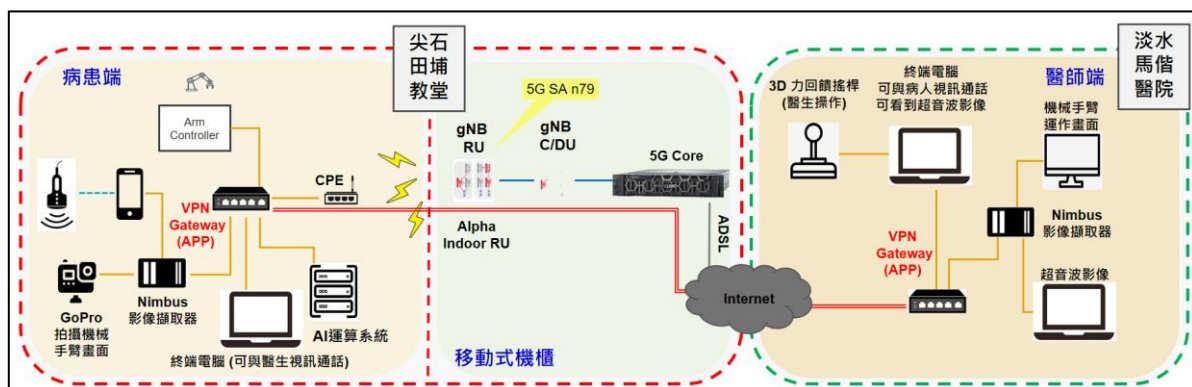 病患端
尖石
田埔
教堂
Arm
Controller
CPE
VPN
Gateway
(APP)
GoPro
拍攝機械
手臂畫面
Nimbus
影像擷取器
終端電腦 (可與醫生視訊通話)
AI運算系統
5G SA n79
gNB
RU
gNB
C/DU
5G Core
Alpha
Indoor RU
ADSL
移動式機櫃
Internet
淡水
馬偕
醫院
醫師端
3D 力回饋搖桿
(醫生操作)
終端電腦
可與病人視訊通話
可看到超音波影像
機械手臂
運作畫面
VPN
Gateway
(APP)
Nimbus
影像擷取器
超音波影像